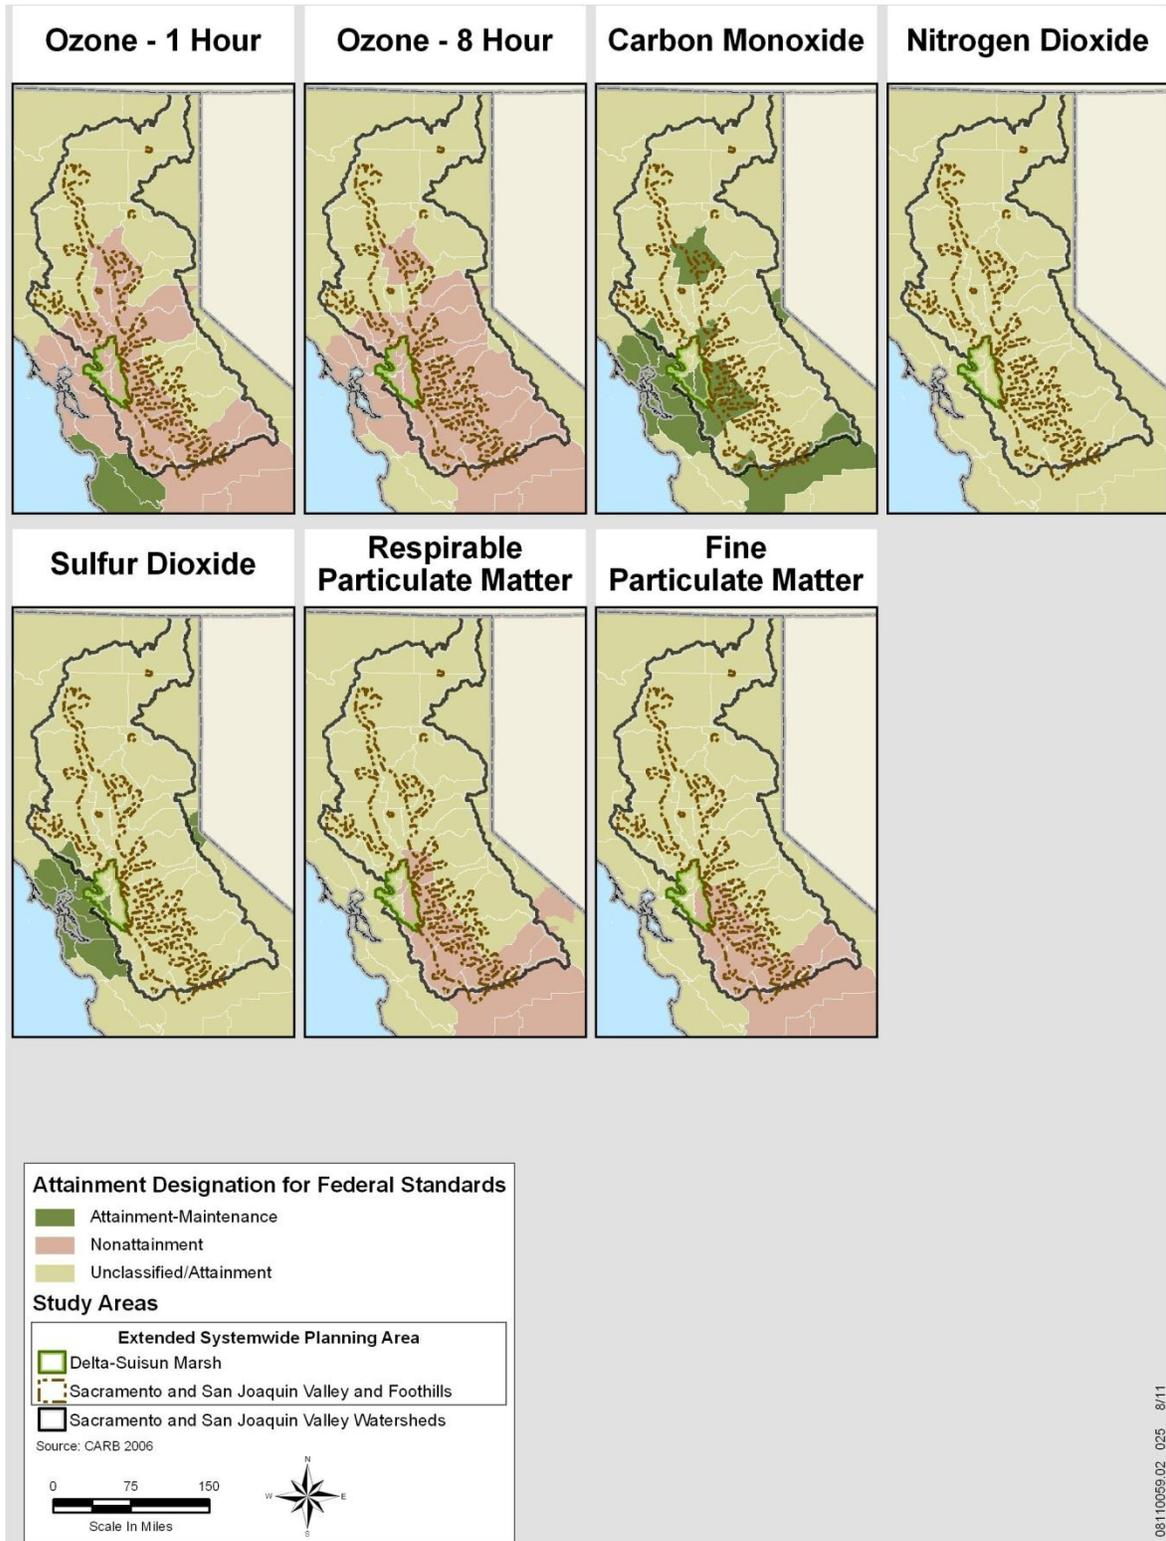 Ozone - 1 Hour
Ozone - 8 Hour
Carbon Monoxide
Nitrogen Dioxide
Sulfur Dioxide
Respirable
Particulate Matter
Fine
Particulate Matter
Attainment Designation for Federal Standards
Attainment-Maintenance
Nonattainment
Unclassified/Attainment
Study Areas
Extended Systemwide Planning Area
Delta-Suisun Marsh
Sacramento and San Joaquin Valley and Foothills
Sacramento and San Joaquin Valley Watersheds
Source: CARB 2006
0 75 150
Scale In Miles
N
W E
S
08110059.02 025 8/11